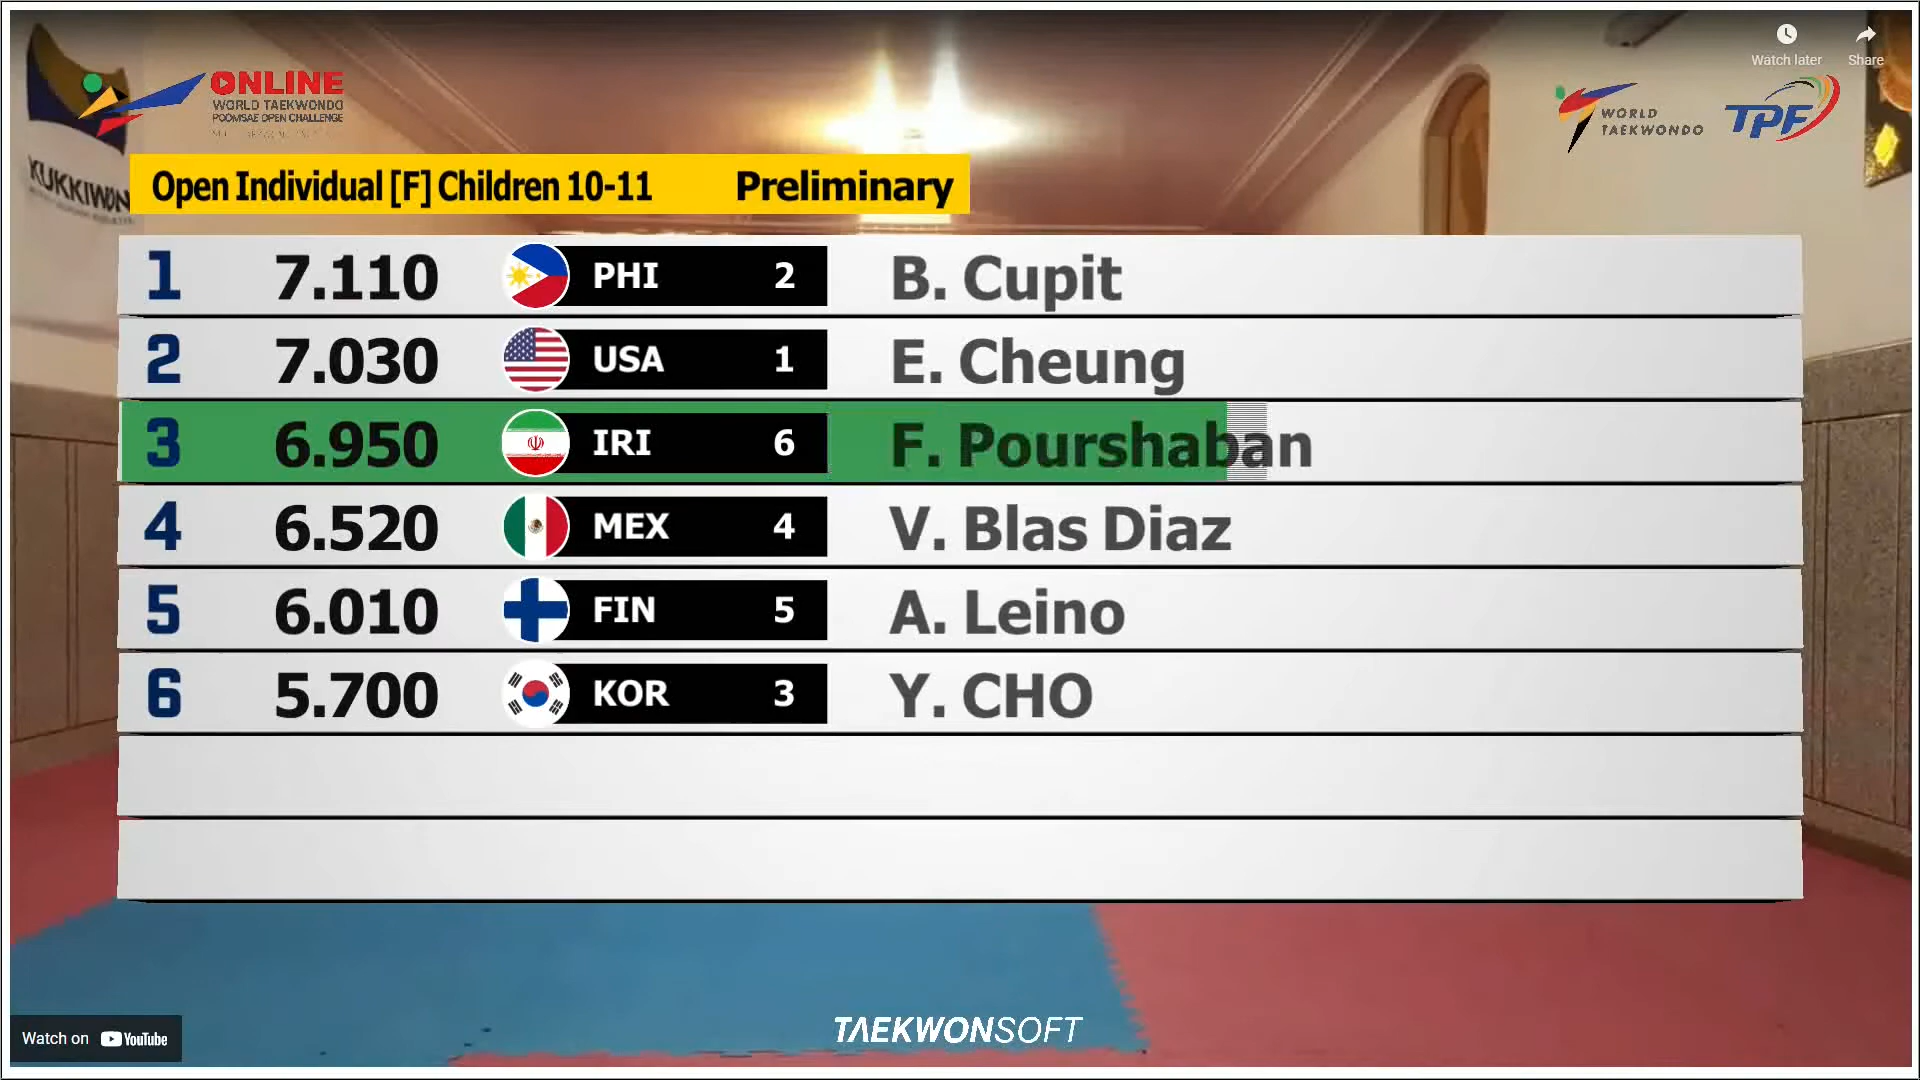 Watch later
Share
ONLINE
WORLD TAEKWONDO
POOMSAE OPEN CHALLENGE
WORLD
TAEKWONDO
TPF
KUKKIWON
Open Individual [F] Children 10-11 Preliminary
1 7.110 PHI 2 B. Cupit
2 7.030 USA 1 E. Cheung
3 6.950 IRI 6 F. Pourshaban
4 6.520 MEX 4 V. Blas Diaz
5 6.010 FIN 5 A. Leino
6 5.700 KOR 3 Y. CHO
TAEKWONSOFT
Watch on YouTube